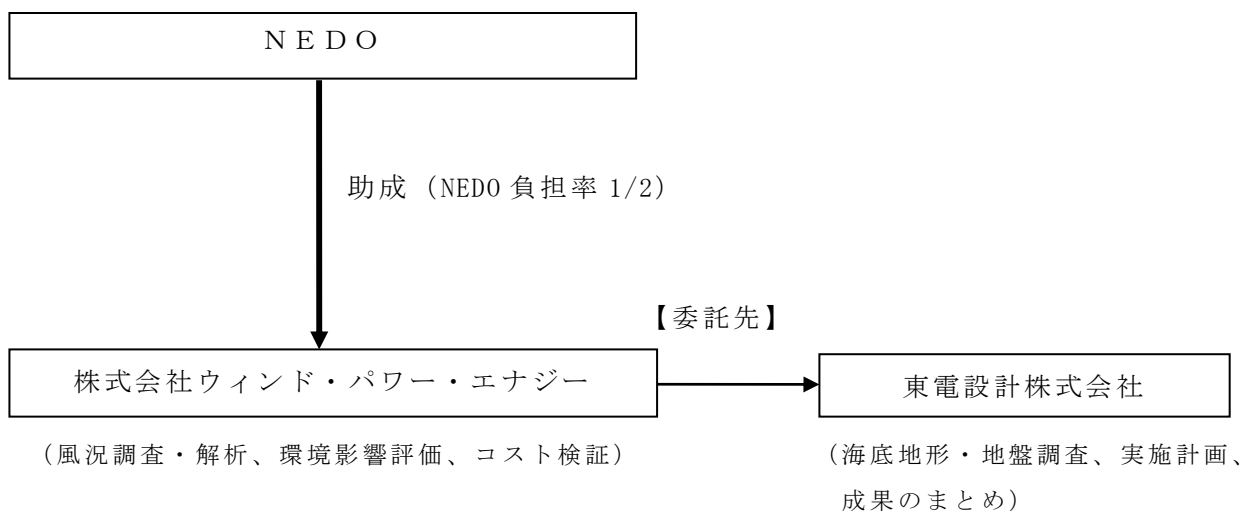 ＮＥＤＯ
助成（NEDO 負担率 1/2）
【委託先】
株式会社ウィンド・パワー・エナジー
東電設計株式会社
（風況調査・解析、環境影響評価、コスト検証）
（海底地形・地盤調査、実施計画、
成果のまとめ）